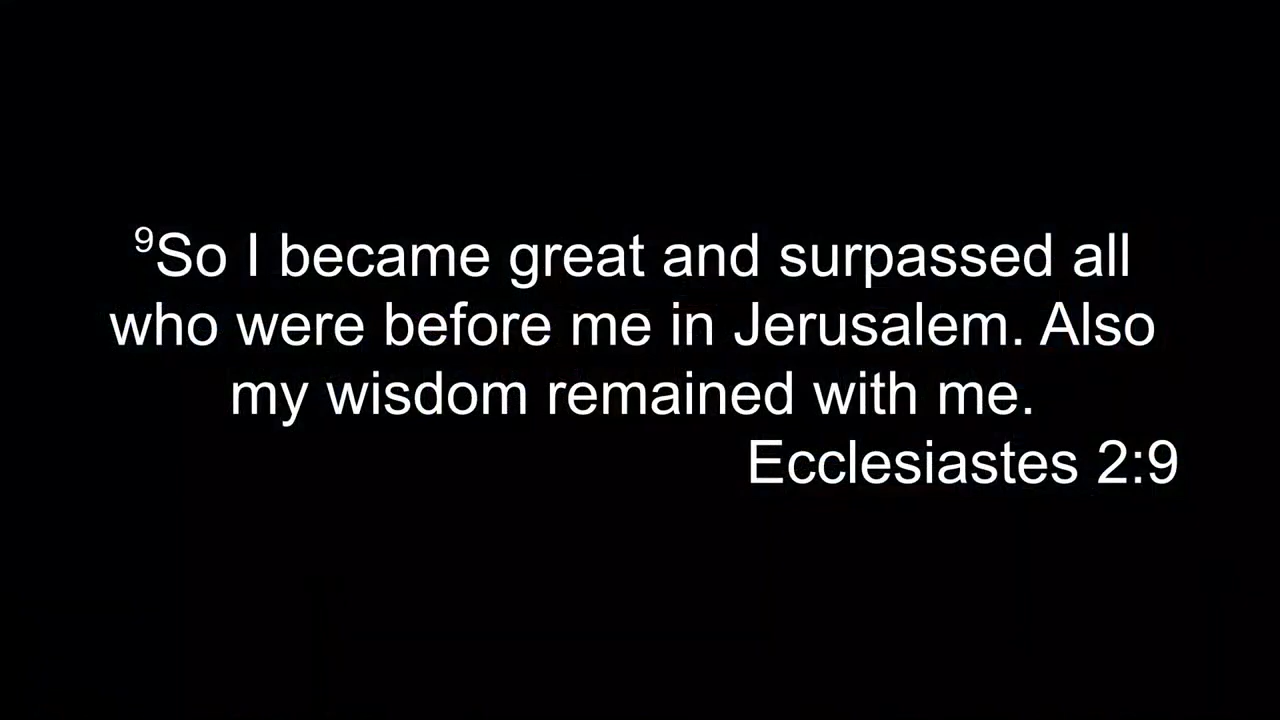 ⁹So I became great and surpassed all
who were before me in Jerusalem. Also
my wisdom remained with me.
Ecclesiastes 2:9